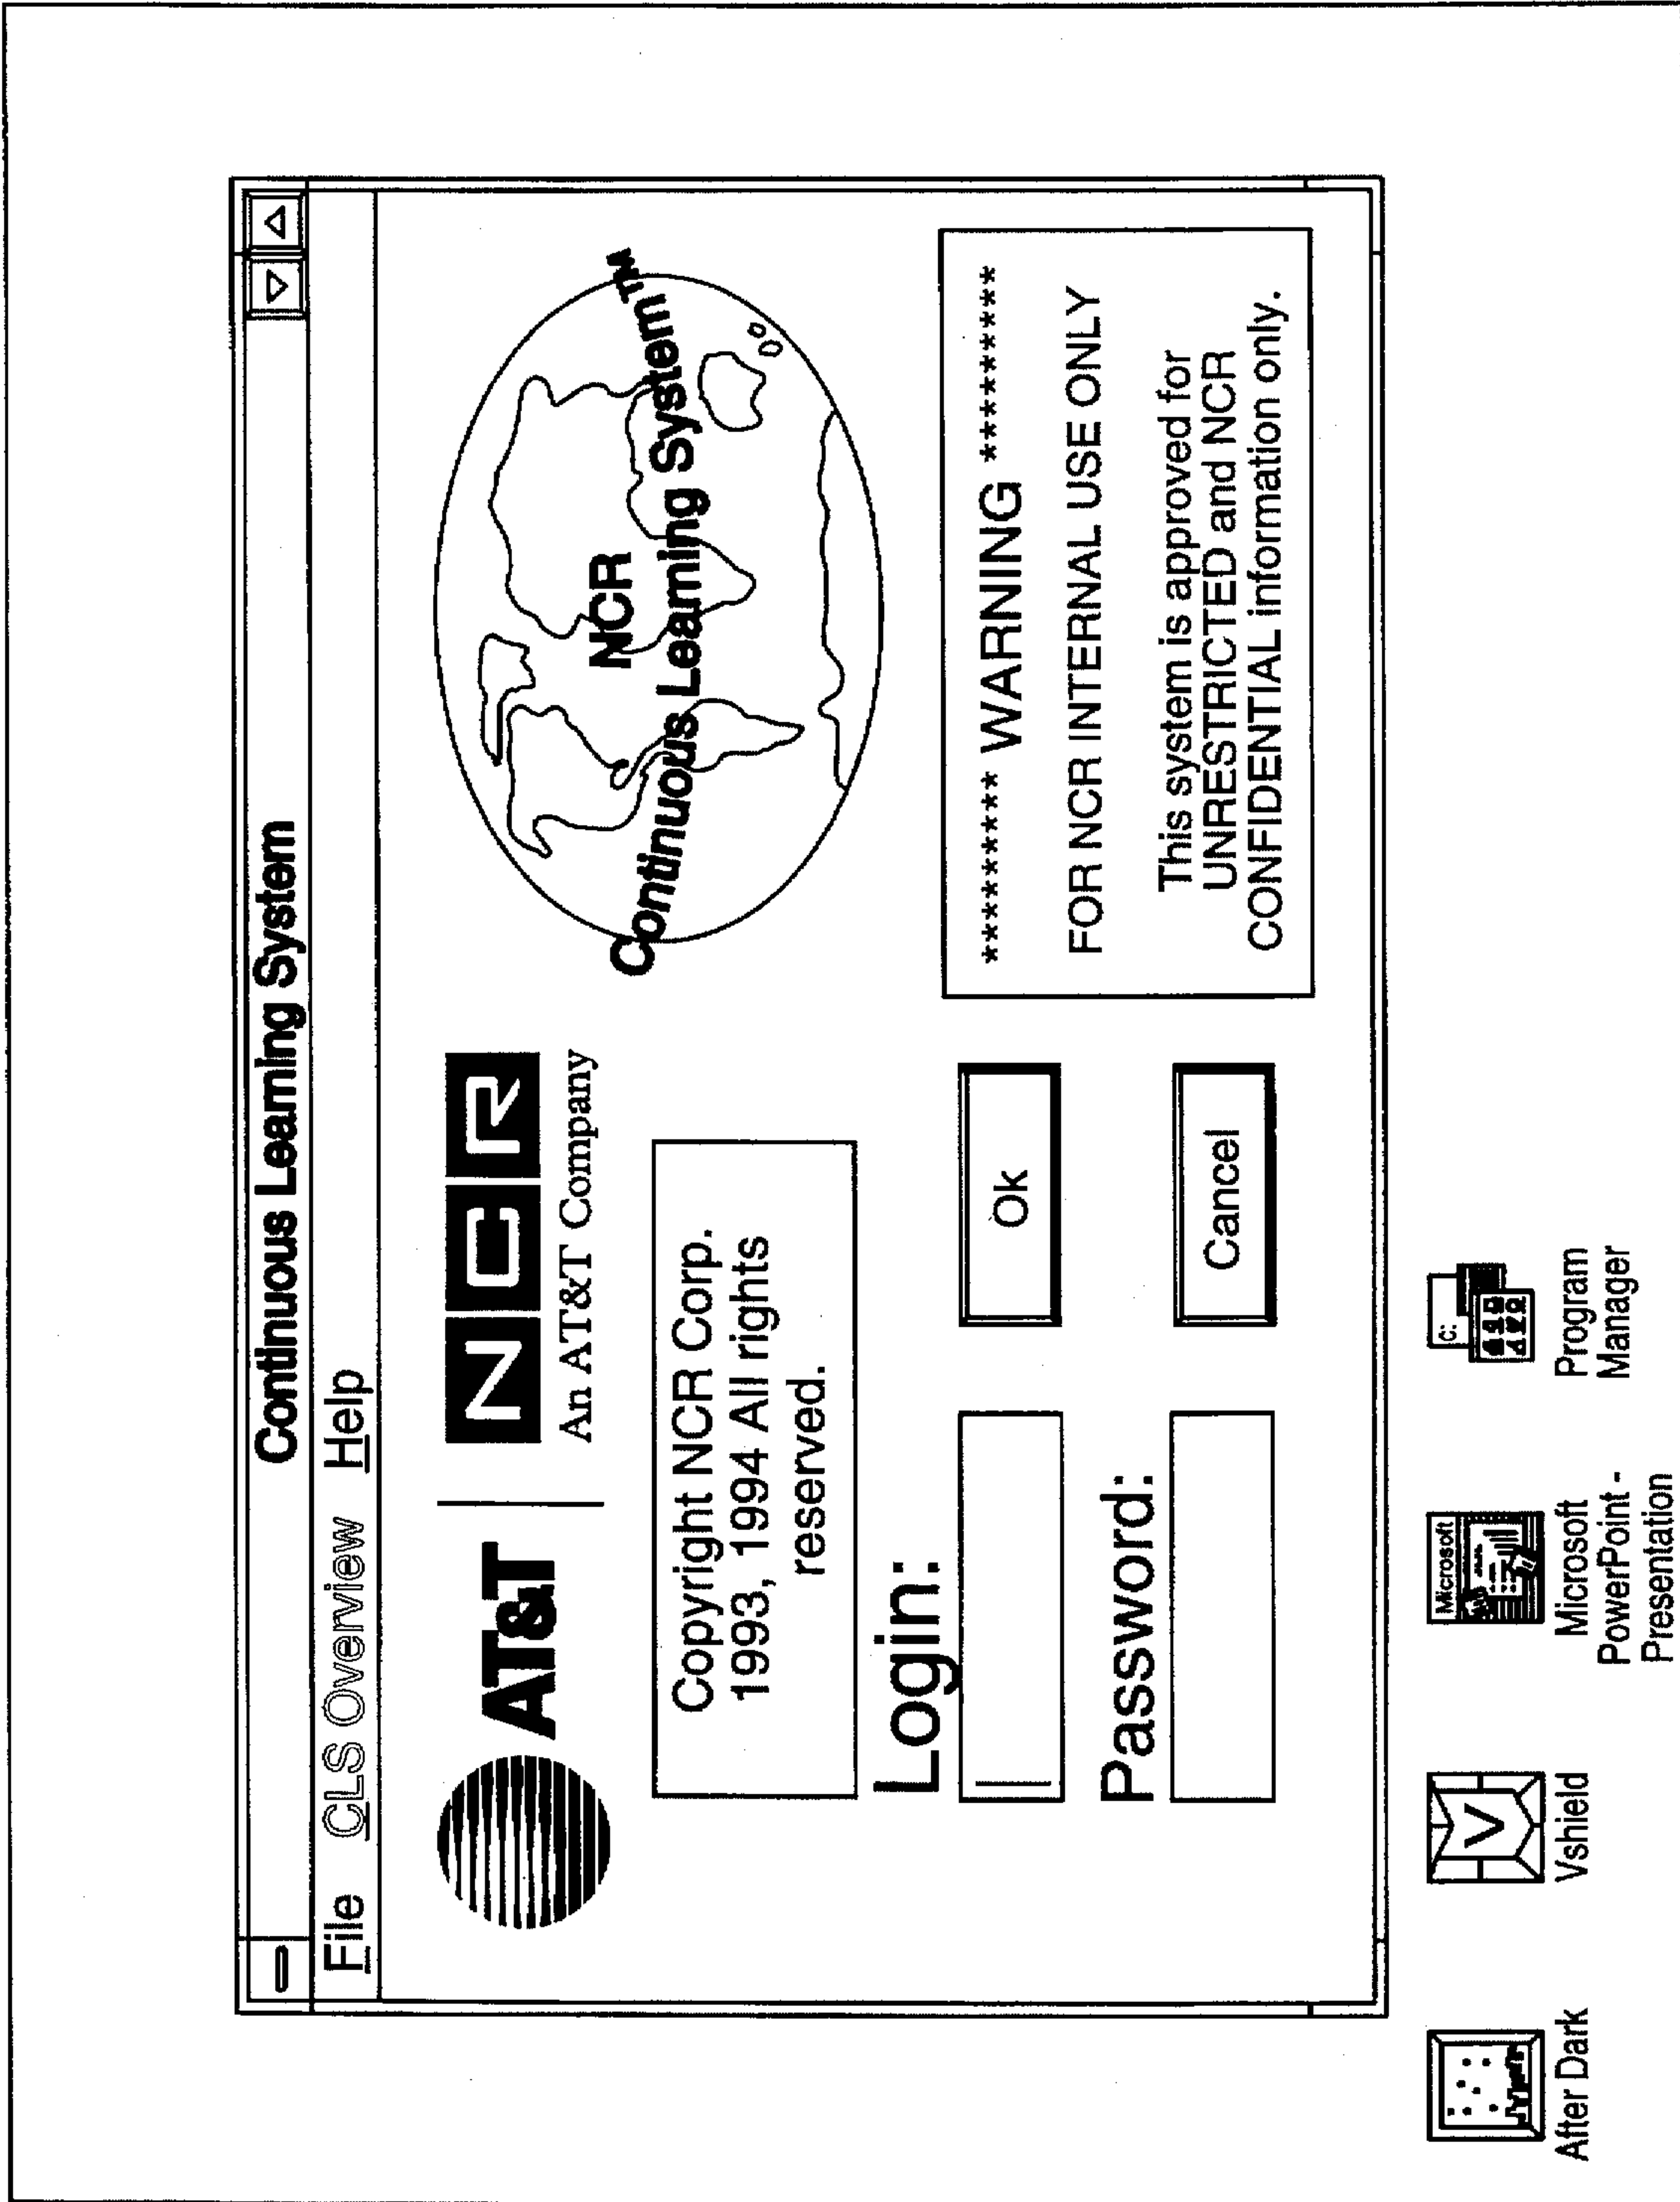 Continuous Learning System
File CLS Overview Help
AT&T
NCR
An AT&T Company
NCR
Continuous Learning System™
Copyright NCR Corp.
1993, 1994 All rights
reserved.
Login:
Ok
Password:
Cancel
********* WARNING *********
FOR NCR INTERNAL USE ONLY
This system is approved for
UNRESTRICTED and NCR
CONFIDENTIAL information only.
After Dark
V
Vshield
Microsoft
Microsoft
PowerPoint -
Presentation
C:
Program
Manager